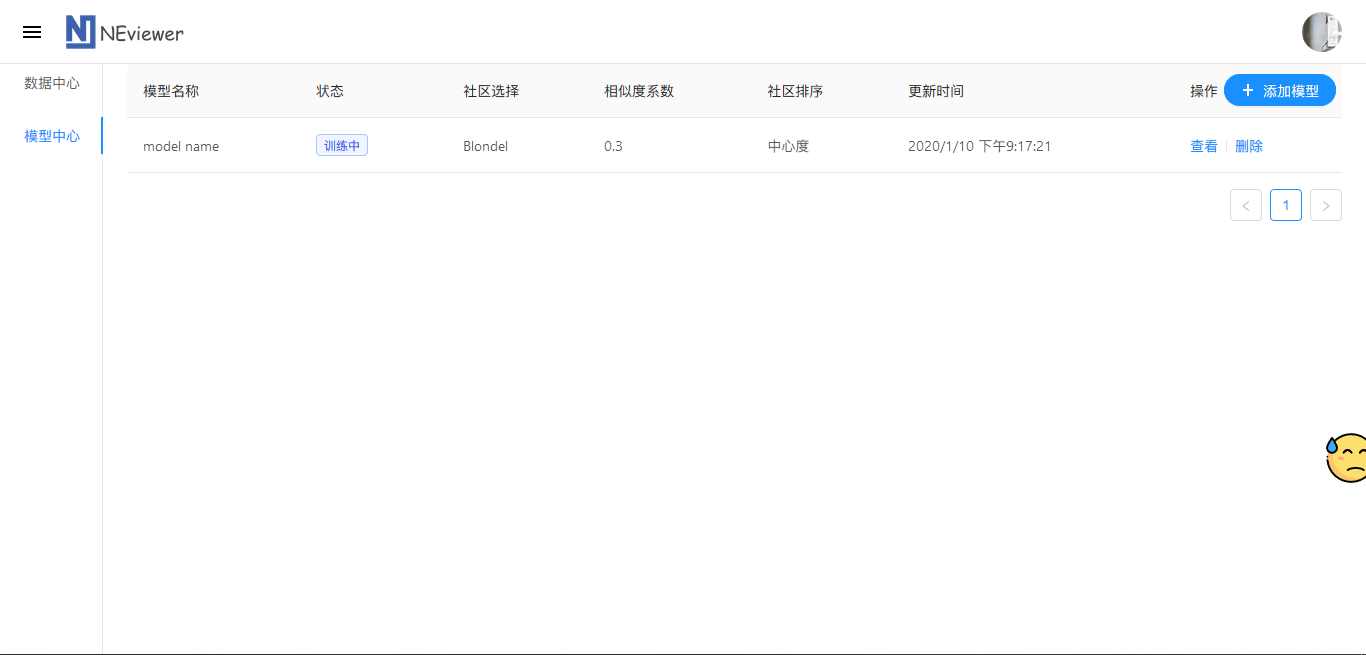 NEviewer
数据中心
模型中心
模型名称 状态 社区选择 相似度系数 社区排序 更新时间 操作 + 添加模型
model name 训练中 Blondel 0.3 中心度 2020/1/10 下午9:17:21 查看 删除
< 1 >